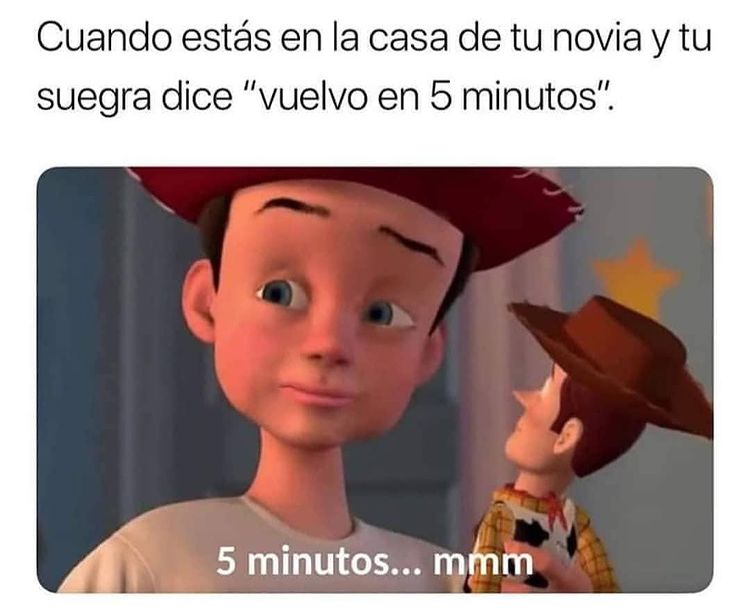 Cuando estás en la casa de tu novia y tu
suegra dice “vuelvo en 5 minutos”.
5 minutos... mmm